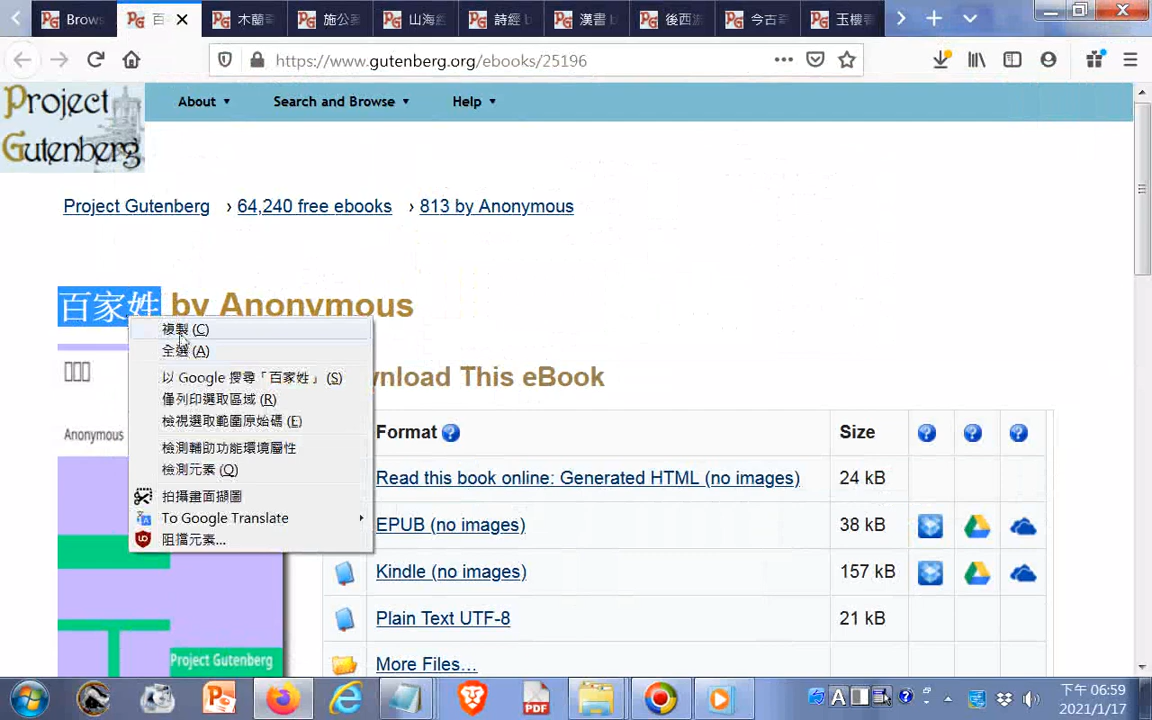 Brows
百
木蘭奇
施公案
山海經
詩經 b
漢書 b
後西遊
今古奇
玉樓春
https://www.gutenberg.org/ebooks/25196
Project Gutenberg
About ▼ Search and Browse ▼ Help ▼
Project Gutenberg › 64,240 free ebooks › 813 by Anonymous
百家姓 by Anonymous
複製 (C)
全選 (A)
以 Google 搜尋「百家姓」 (S)
僅列印選取區域 (R)
檢視選取範圍原始碼 (E)
檢測輔助功能環境屬性
檢測元素 (Q)
拍攝畫面擷圖
To Google Translate
阻擋元素...
Anonymous
Project Gutenberg
wnload This eBook
Format Size
Read this book online: Generated HTML (no images) 24 kB
EPUB (no images) 38 kB
Kindle (no images) 157 kB
Plain Text UTF-8 21 kB
More Files…
PDF
A
下午 06:59
2021/1/17